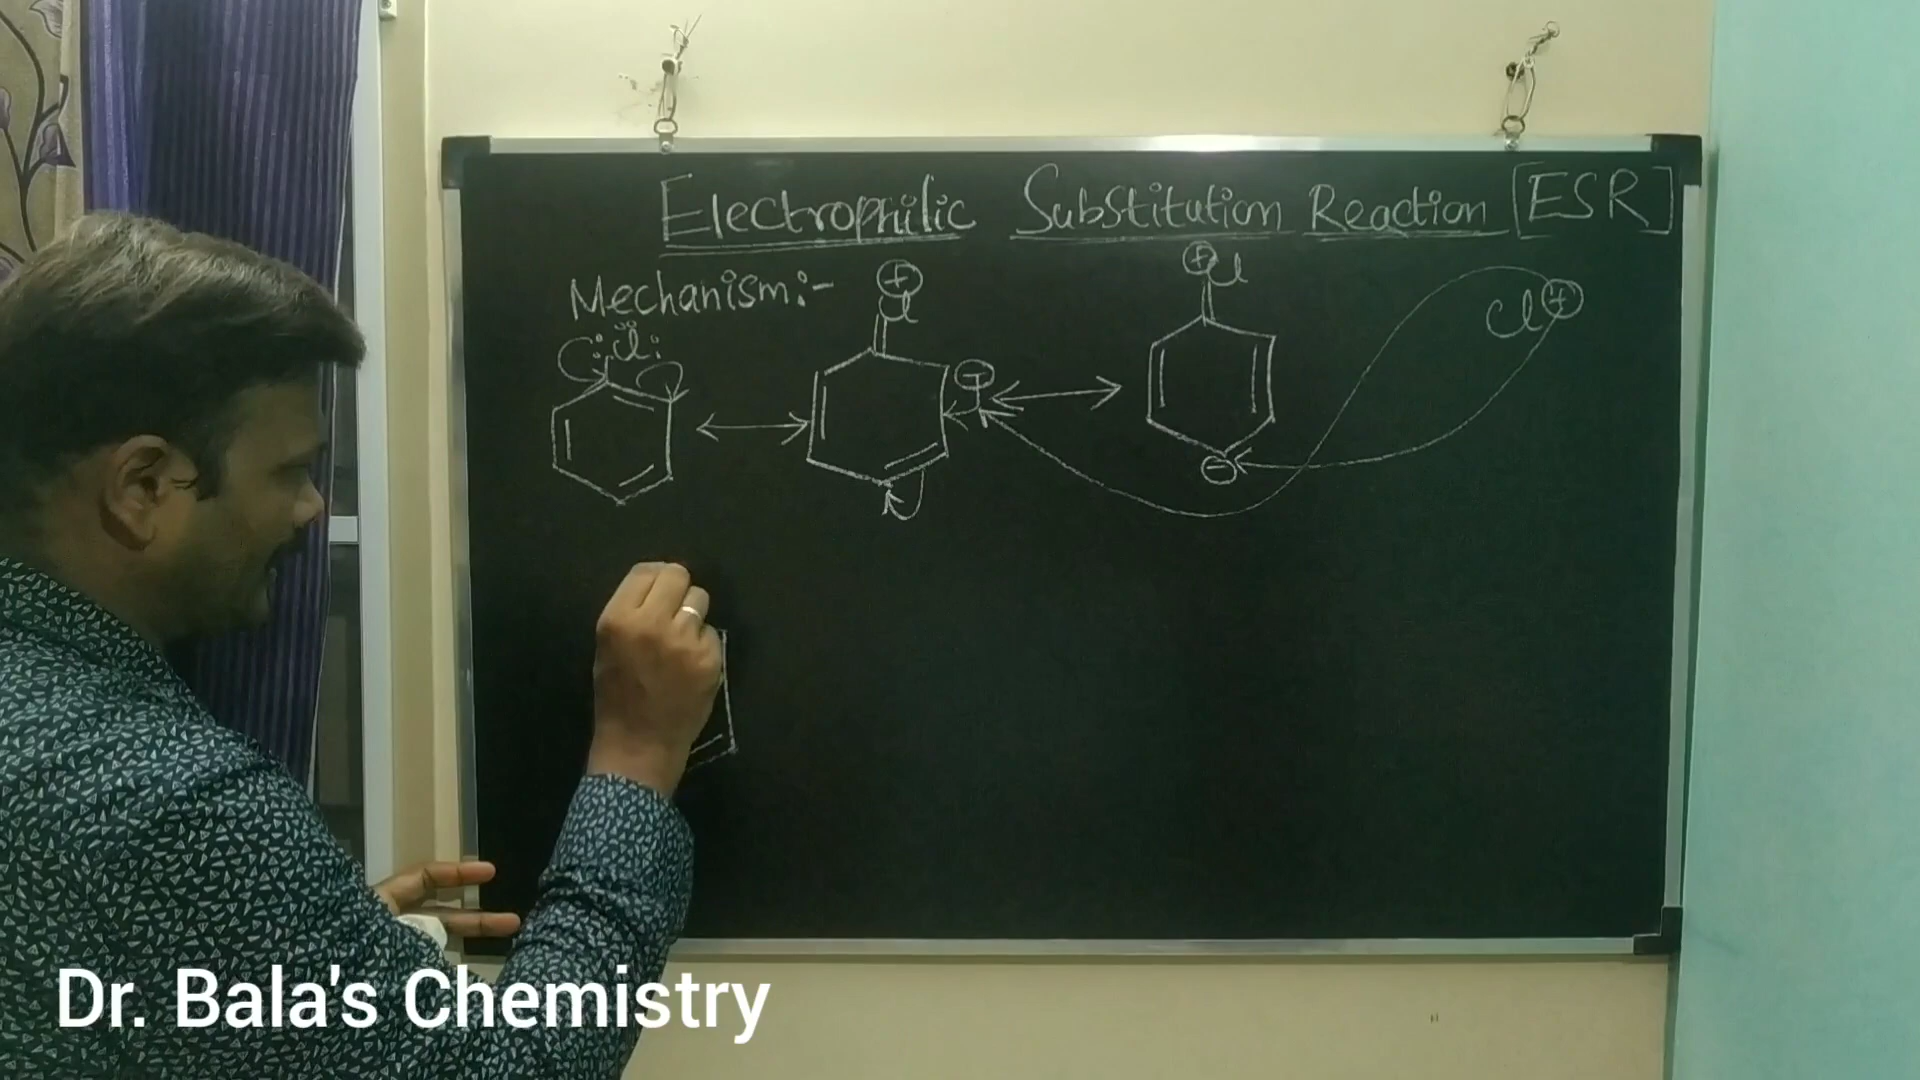 Electrophilic Substitution Reaction [ESR]
Mechanism:-
Cl
Cl
Cl
Cl
Dr. Bala's Chemistry